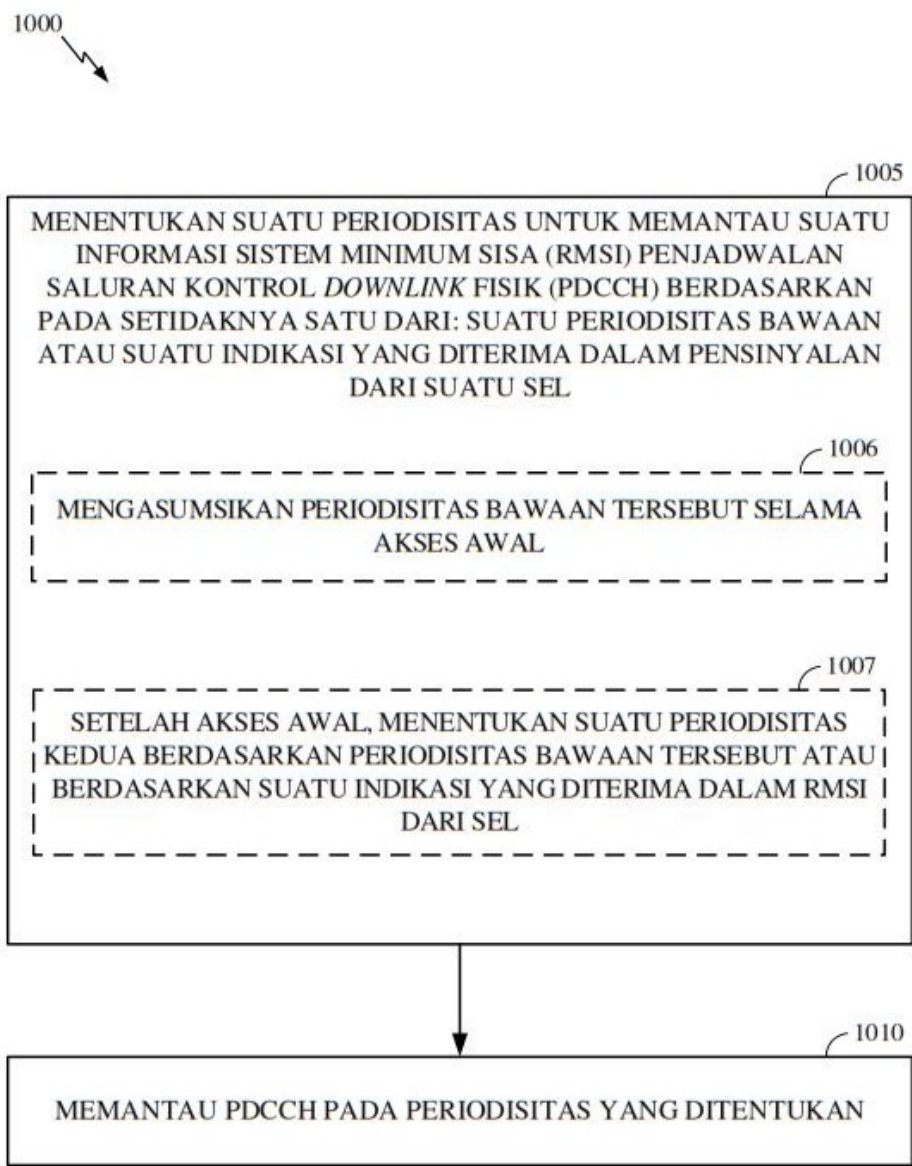 1000
1005
MENENTUKAN SUATU PERIODISITAS UNTUK MEMANTAU SUATU
INFORMASI SISTEM MINIMUM SISA (RMSI) PENJADWALAN
SALURAN KONTROL DOWNLINK FISIK (PDCCH) BERDASARKAN
PADA SETIDAKNYA SATU DARI: SUATU PERIODISITAS BAWAAN
ATAU SUATU INDIKASI YANG DITERIMA DALAM PENSINYALAN
DARI SUATU SEL
1006
MENGASUMSIKAN PERIODISITAS BAWAAN TERSEBUT SELAMA
AKSES AWAL
1007
SETELAH AKSES AWAL, MENENTUKAN SUATU PERIODISITAS
KEDUA BERDASARKAN PERIODISITAS BAWAAN TERSEBUT ATAU
BERDASARKAN SUATU INDIKASI YANG DITERIMA DALAM RMSI
DARI SEL
1010
MEMANTAU PDCCH PADA PERIODISITAS YANG DITENTUKAN